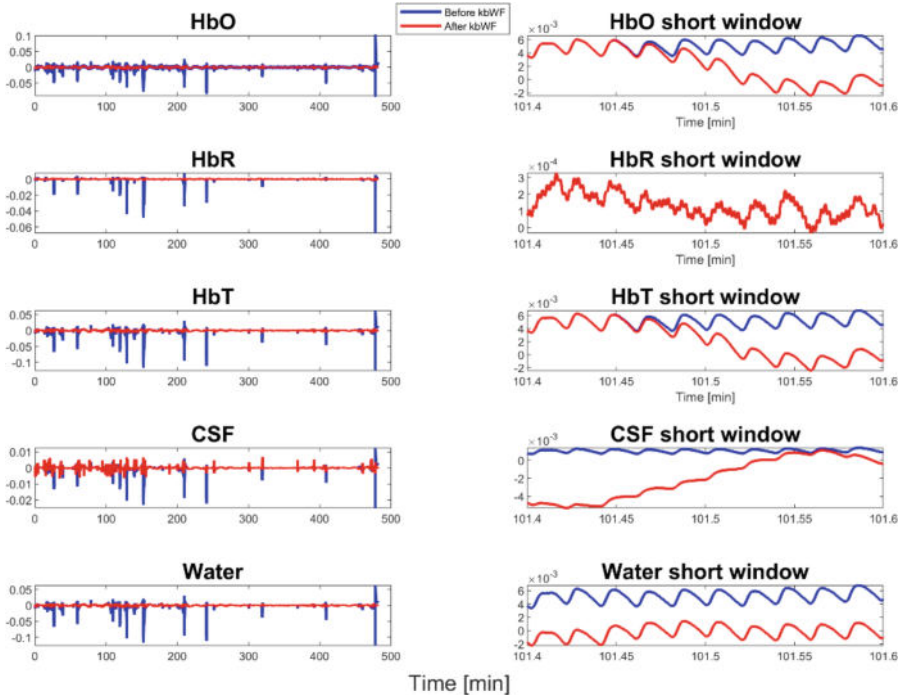 Before kbWF
After kbWF
HbO
0.1
0.05
0
-0.05
0 100 200 300 400 500
HbO short window
×10⁻³
6
4
2
0
-2
101.4 101.45 101.5 101.55 101.6
Time [min]
HbR
0
-0.02
-0.04
-0.06
0 100 200 300 400 500
HbR short window
×10⁻⁴
3
2
1
0
101.4 101.45 101.5 101.55 101.6
Time [min]
HbT
0.05
0
-0.05
-0.1
0 100 200 300 400 500
HbT short window
×10⁻³
6
4
2
0
-2
101.4 101.45 101.5 101.55 101.6
Time [min]
CSF
0.01
0
-0.01
-0.02
0 100 200 300 400 500
CSF short window
×10⁻³
0
-2
-4
101.4 101.45 101.5 101.55 101.6
Water
0.05
0
-0.05
-0.1
0 100 200 300 400 500
Water short window
×10⁻³
6
4
2
0
-2
101.4 101.45 101.5 101.55 101.6
Time [min]